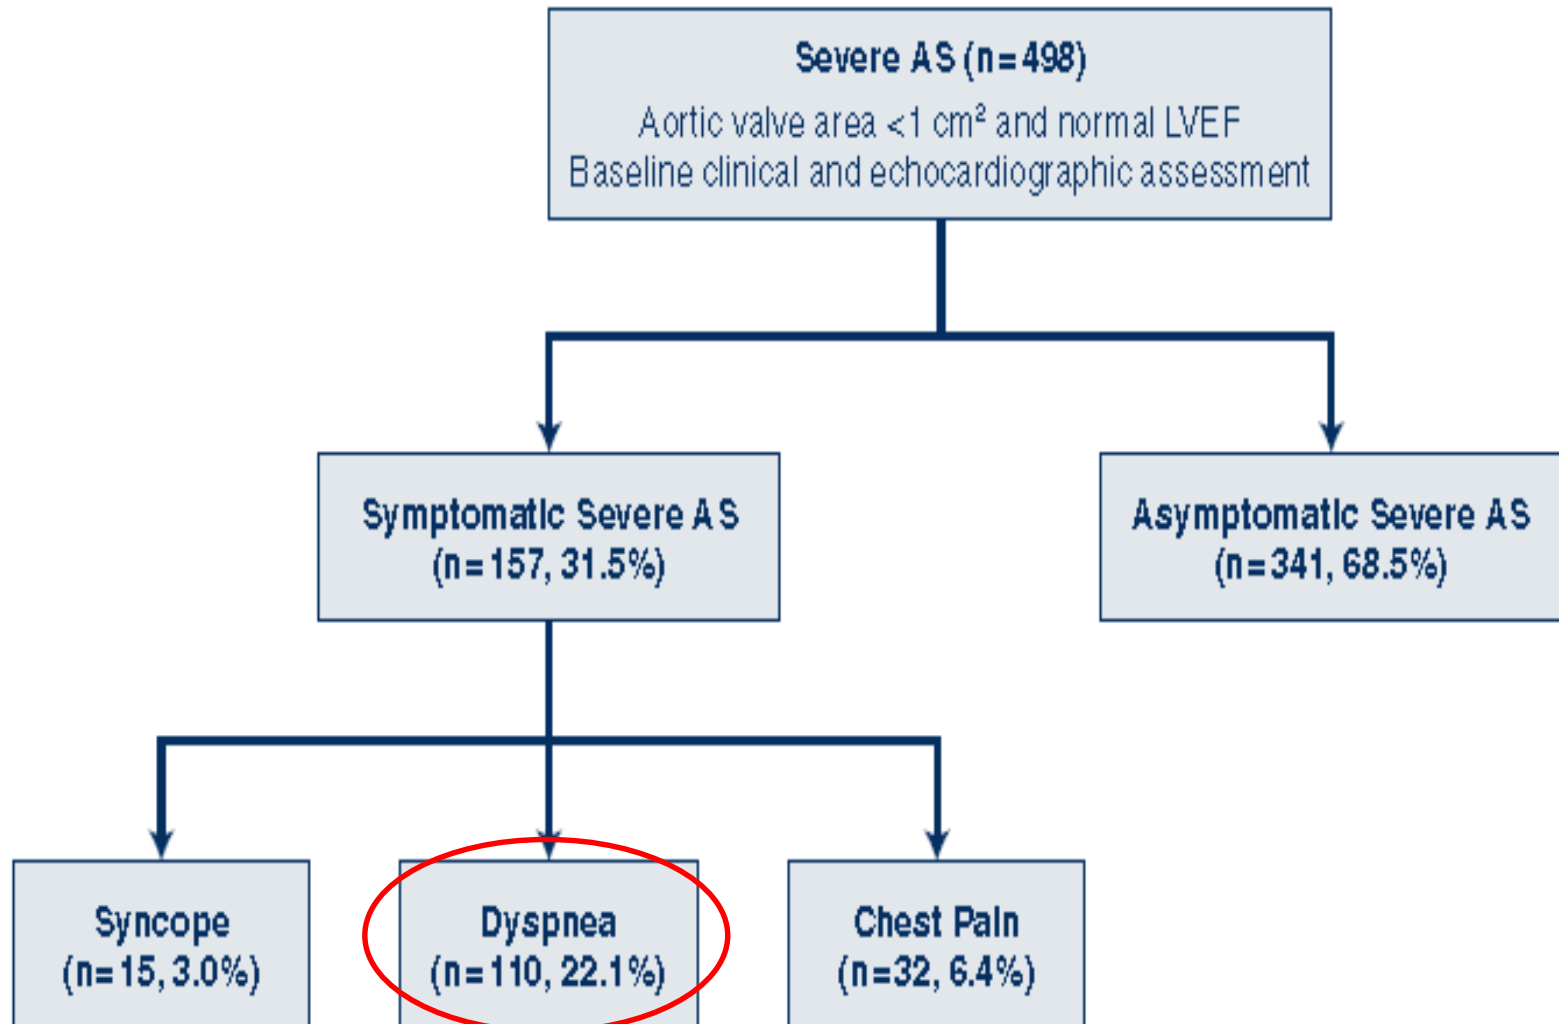 Severe AS (n=498)
Aortic valve area <1 cm² and normal LVEF
Baseline clinical and echocardiographic assessment
Symptomatic Severe AS
(n=157, 31.5%)
Asymptomatic Severe AS
(n=341, 68.5%)
Syncope
(n=15, 3.0%)
Dyspnea
(n=110, 22.1%)
Chest Pain
(n=32, 6.4%)